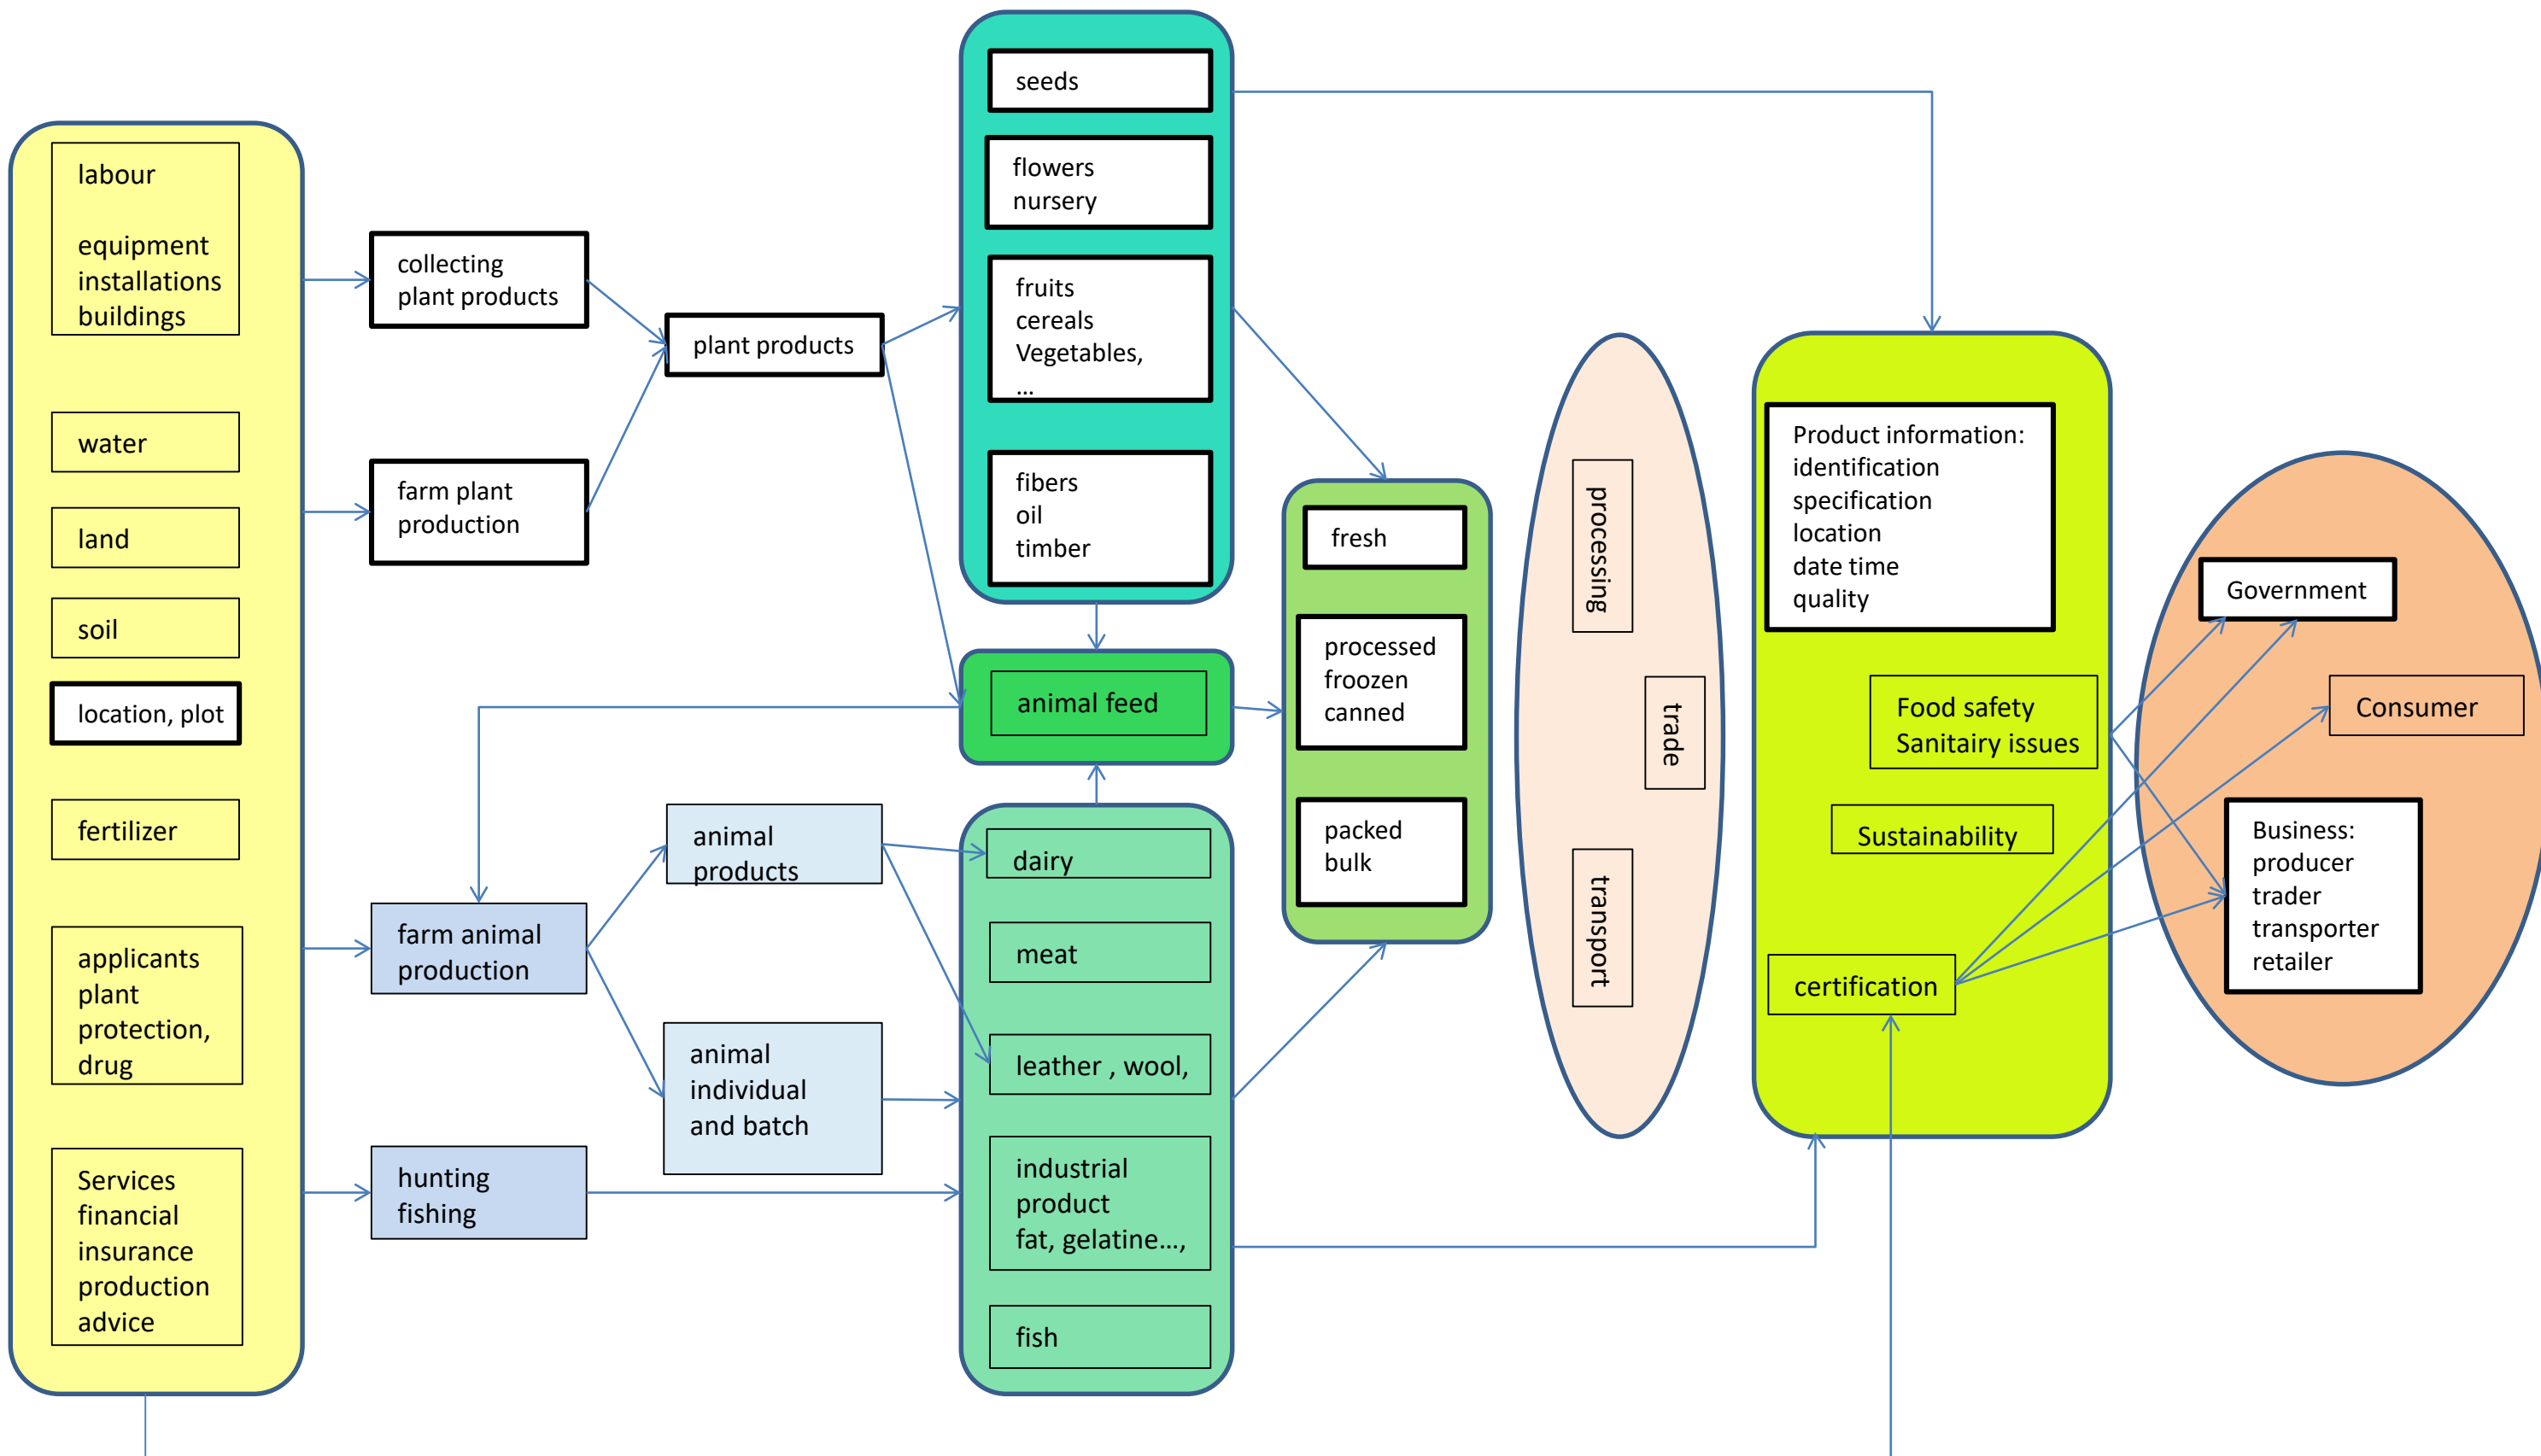 labour
equipment
installations
buildings
water
land
soil
location, plot
fertilizer
applicants
plant
protection,
drug
Services
financial
insurance
production
advice
collecting
plant products
farm plant
production
farm animal
production
hunting
fishing
plant products
animal
products
animal
individual
and batch
seeds
flowers
nursery
fruits
cereals
Vegetables,
...
fibers
oil
timber
animal feed
dairy
meat
leather , wool,
industrial
product
fat, gelatine...,
fish
fresh
processed
froozen
canned
packed
bulk
processing
trade
transport
Product information:
identification
specification
location
date time
quality
Food safety
Sanitairy issues
Sustainability
certification
Government
Consumer
Business:
producer
trader
transporter
retailer